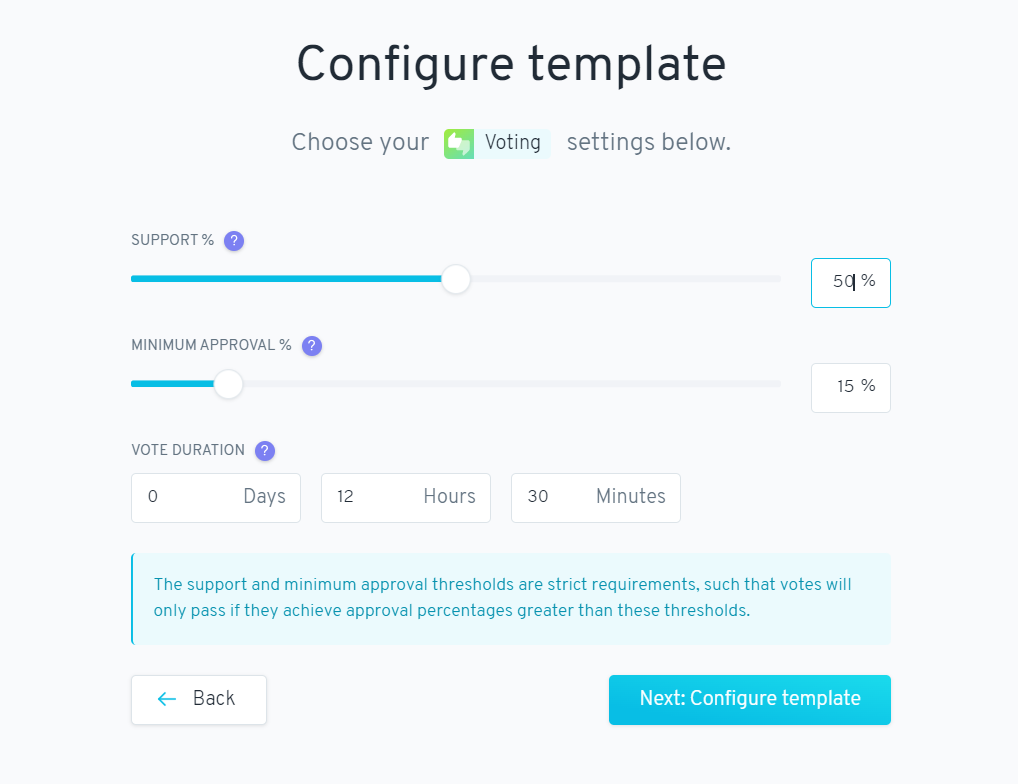 Configure template
Choose your Voting settings below.
SUPPORT % ?
50 %
MINIMUM APPROVAL % ?
15 %
VOTE DURATION ?
0 Days 12 Hours 30 Minutes
The support and minimum approval thresholds are strict requirements, such that votes will
only pass if they achieve approval percentages greater than these thresholds.
Back Next: Configure template